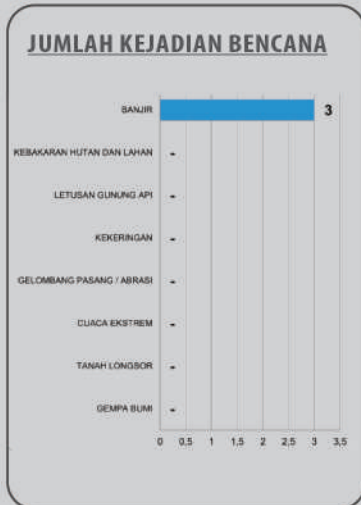 JUMLAH KEJADIAN BENCANA
BANJIR 3
KEBAKARAN HUTAN DAN LAHAN -
LETUSAN GUNUNG API -
KEKERINGAN -
GELOMBANG PASANG / ABRASI -
CUACA EKSTREM -
TANAH LONGSOR -
GEMPA BUMI -
0 0,5 1 1,5 2 2,5 3 3,5